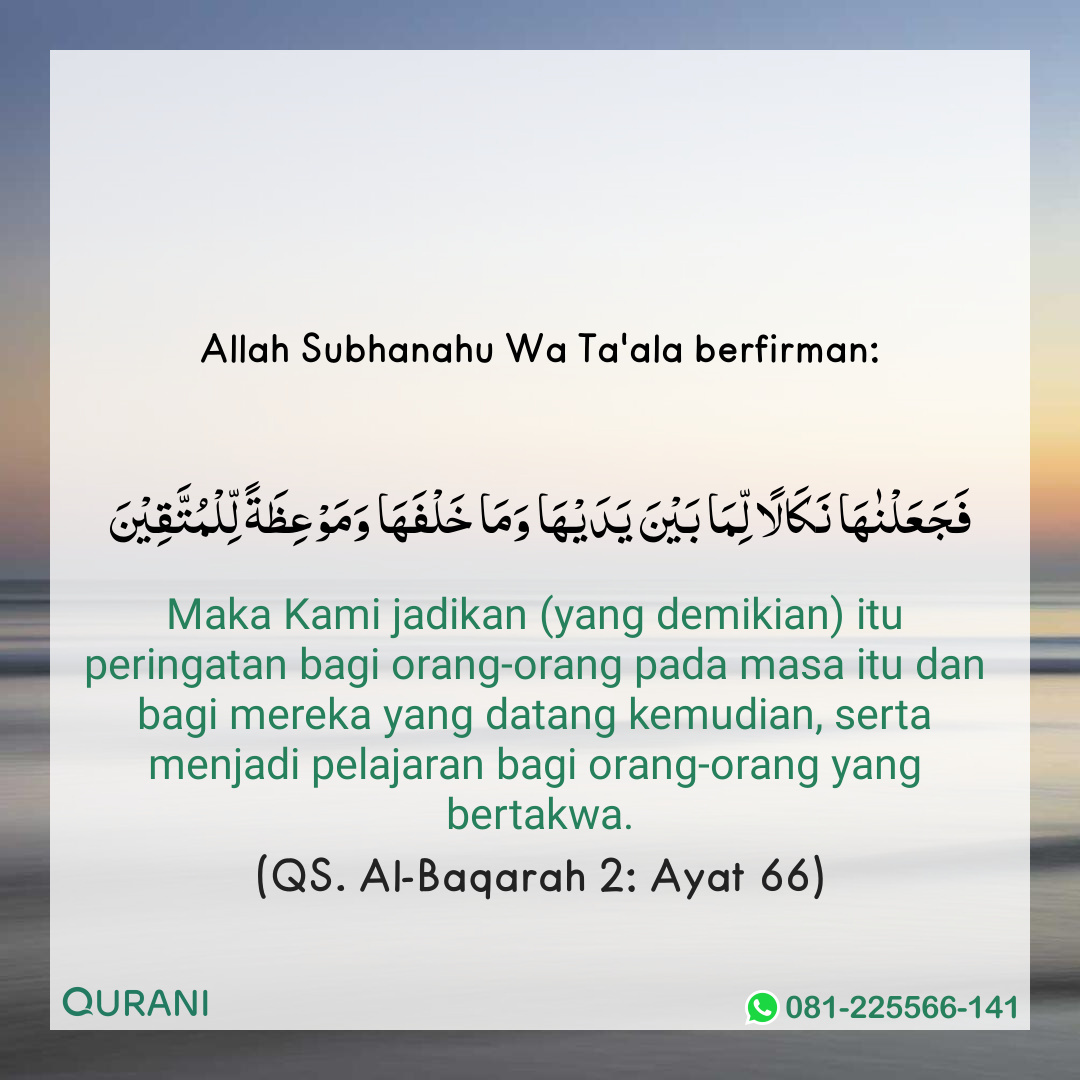 Allah Subhanahu Wa Ta'ala berfirman:
فَجَعَلْنٰهَا نَكَالًا لِّمَا بَيْنَ يَدَيْهَا وَمَا خَلْفَهَا وَمَوْعِظَةً لِّلْمُتَّقِيْنَ
Maka Kami jadikan (yang demikian) itu
peringatan bagi orang-orang pada masa itu dan
bagi mereka yang datang kemudian, serta
menjadi pelajaran bagi orang-orang yang
bertakwa.
(QS. Al-Baqarah 2: Ayat 66)
QURANI
081-225566-141